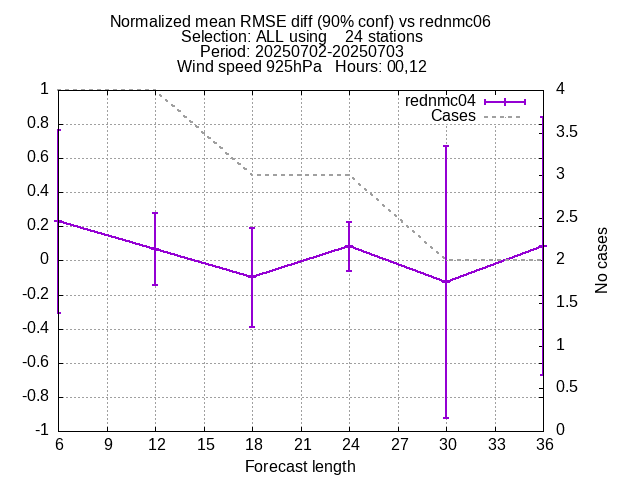 Normalized mean RMSE diff (90% conf) vs rednmc06
Selection: ALL using    24 stations
Period: 20250702-20250703
Wind speed 925hPa   Hours: 00,12
rednmc04
Cases
1
0.8
0.6
0.4
0.2
0
-0.2
-0.4
-0.6
-0.8
-1
4
3.5
3
2.5
2
1.5
1
0.5
0
No cases
6 9 12 15 18 21 24 27 30 33 36
Forecast length